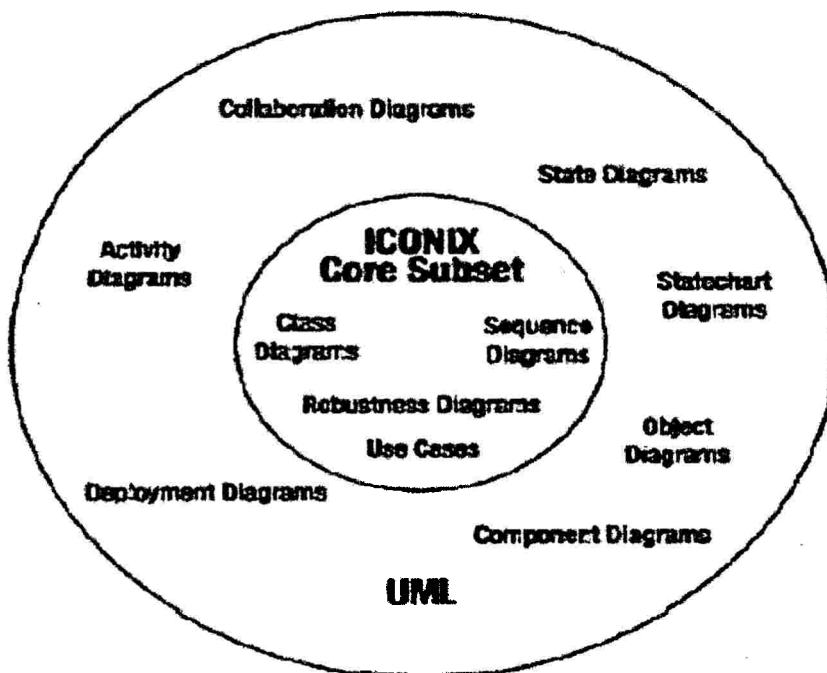 Collaboration Diagrams
State Diagrams
Activity
Diagrams
ICONIX
Core Subset
Statechart
Diagrams
Class
Diagrams
Sequence
Diagrams
Robustness Diagrams
Use Cases
Object
Diagrams
Deployment Diagrams
Component Diagrams
UML